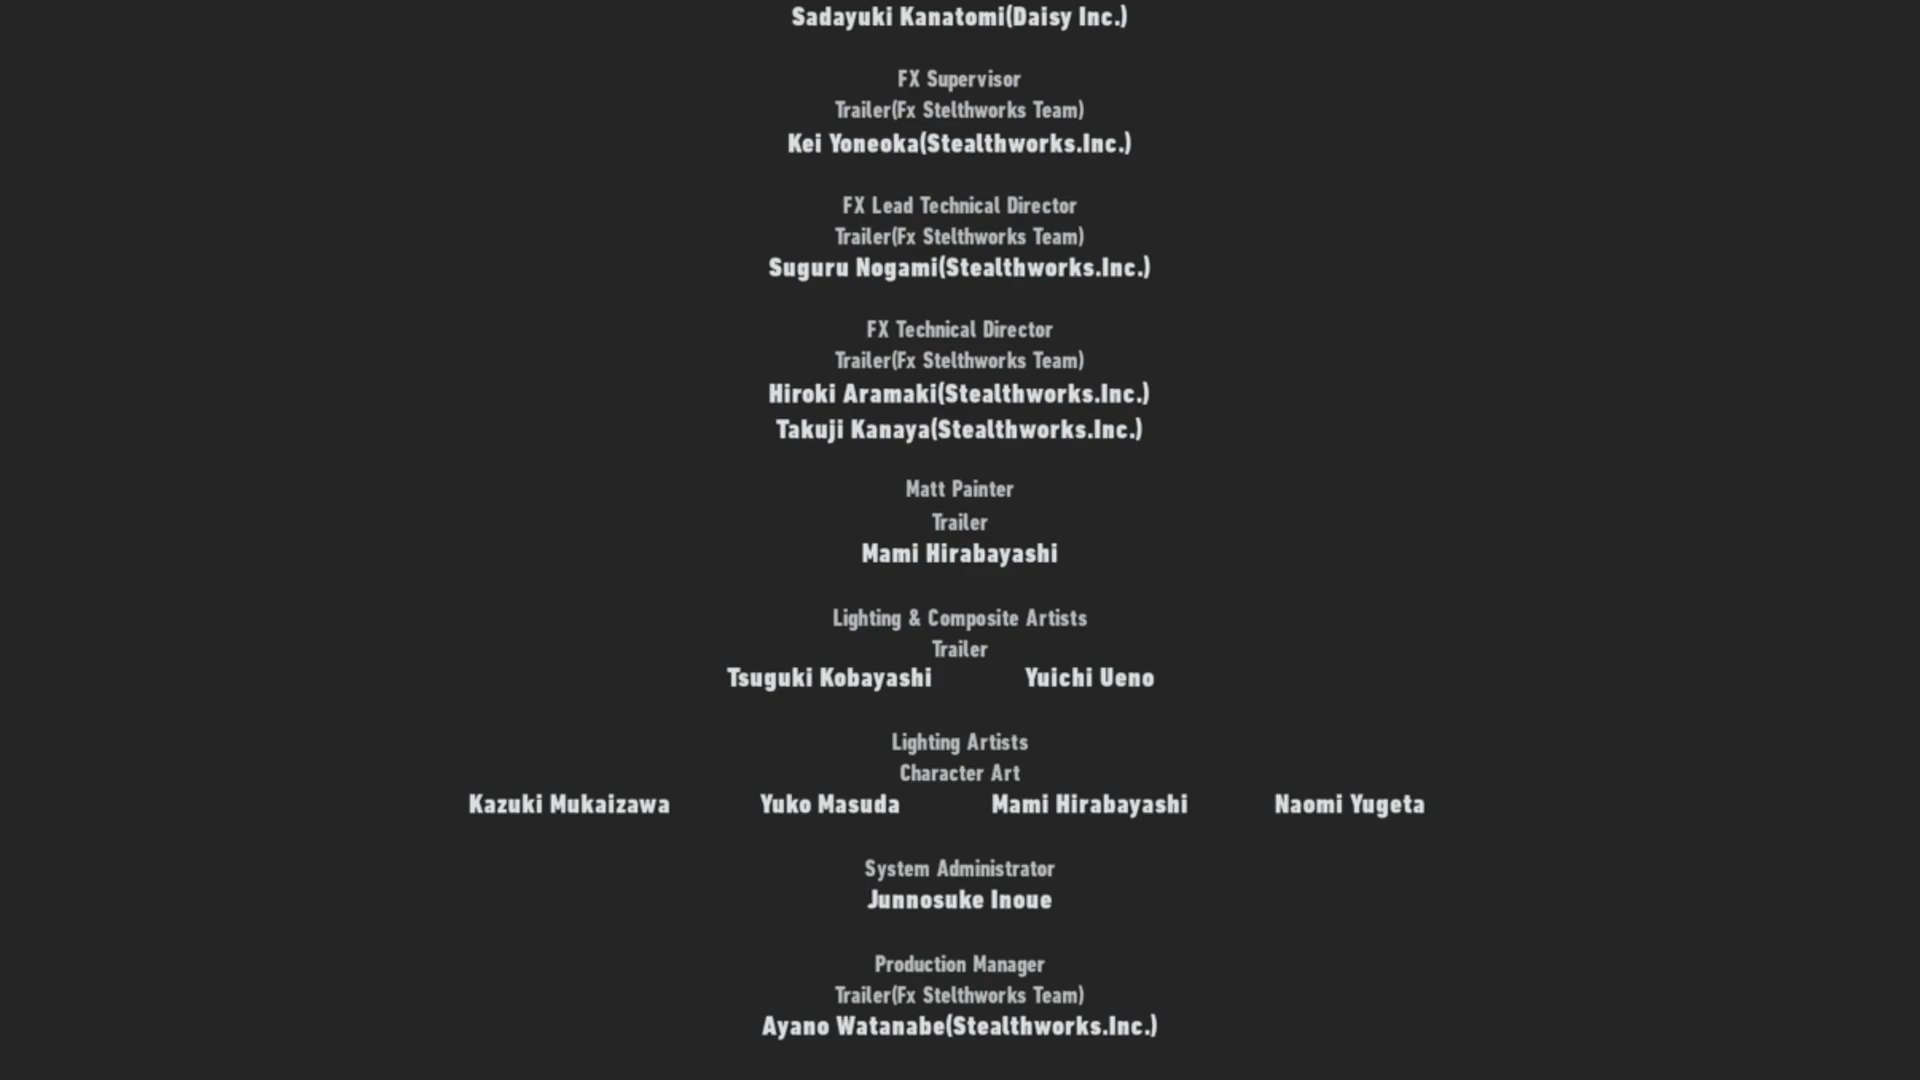 Sadayuki Kanatomi(Daisy Inc.)
FX Supervisor
Trailer(Fx Stelthworks Team)
Kei Yoneoka(Stealthworks.Inc.)
FX Lead Technical Director
Trailer(Fx Stelthworks Team)
Suguru Nogami(Stealthworks.Inc.)
FX Technical Director
Trailer(Fx Stelthworks Team)
Hiroki Aramaki(Stealthworks.Inc.)
Takuji Kanaya(Stealthworks.Inc.)
Matt Painter
Trailer
Mami Hirabayashi
Lighting & Composite Artists
Trailer
Tsuguki Kobayashi Yuichi Ueno
Lighting Artists
Character Art
Kazuki Mukaizawa Yuko Masuda Mami Hirabayashi Naomi Yugeta
System Administrator
Junnosuke Inoue
Production Manager
Trailer(Fx Stelthworks Team)
Ayano Watanabe(Stealthworks.Inc.)